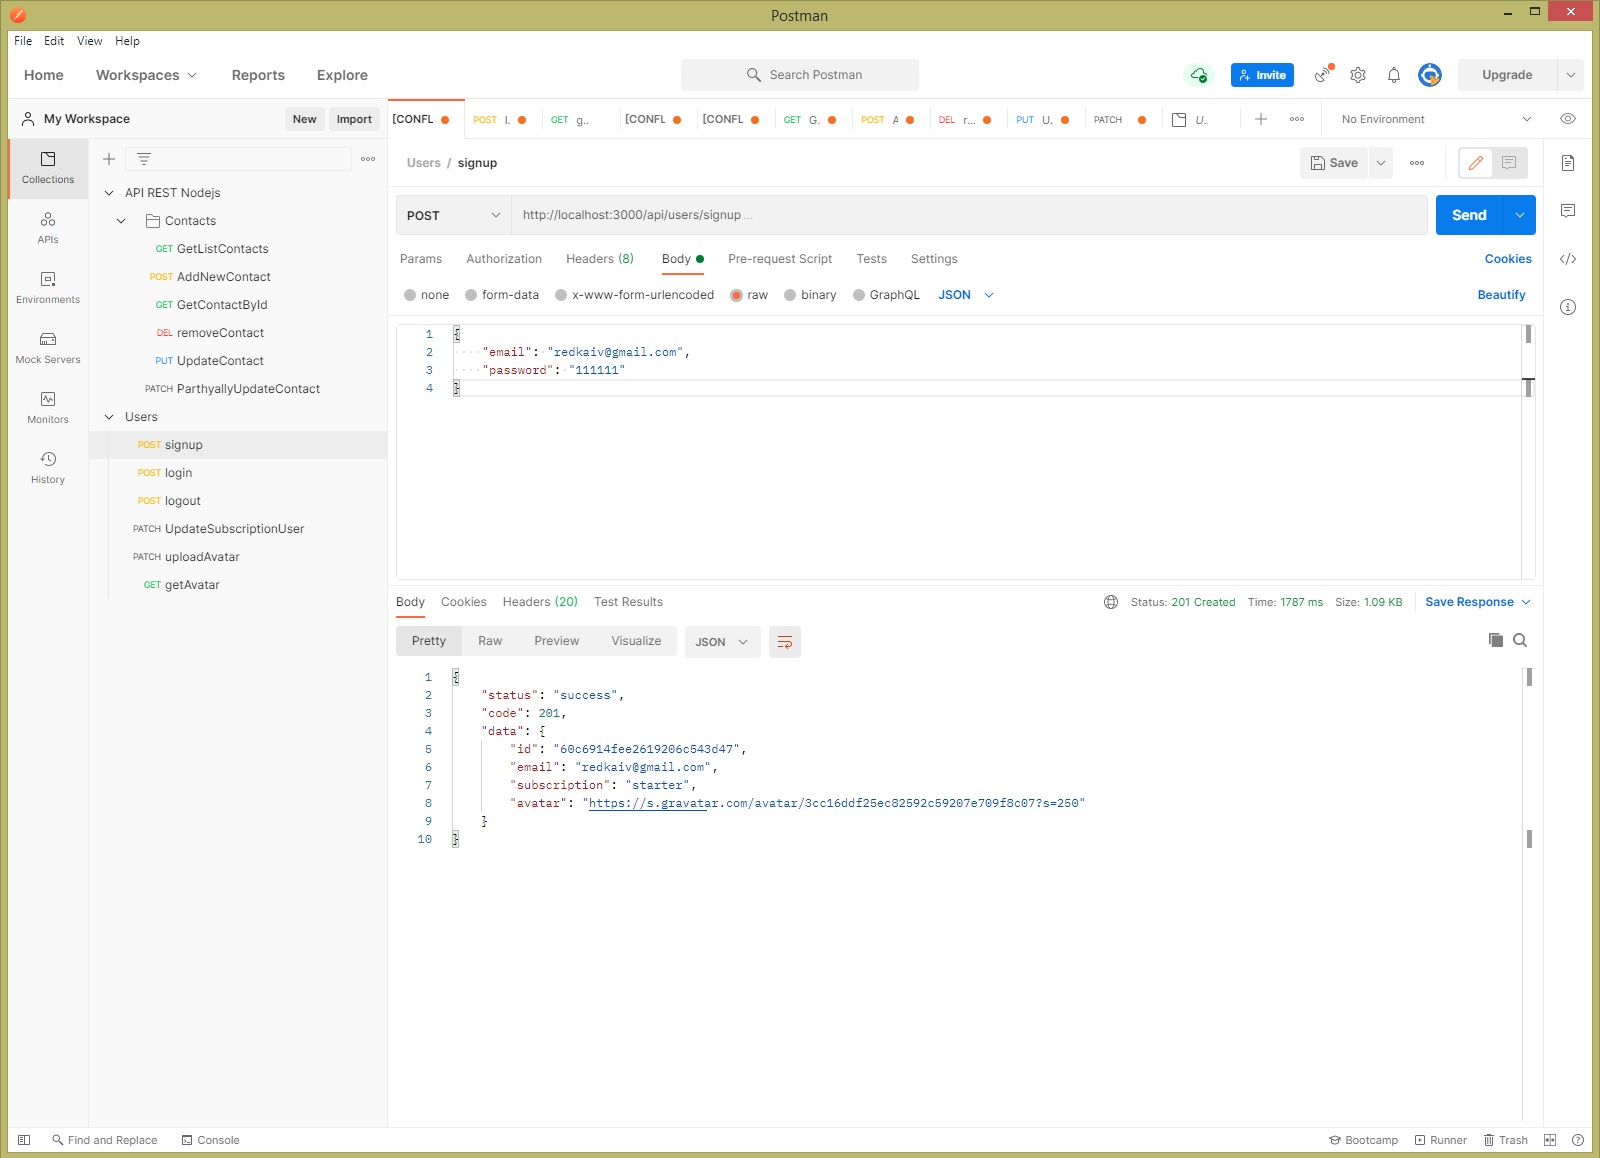 Postman
File Edit View Help
Home Workspaces Reports Explore Search Postman Invite Upgrade
My Workspace New Import
[CONFL POST I. GET g.. [CONFL [CONFL GET G. POST A DEL r... PUT U. PATCH U.. No Environment
Collections
APIs
Environments
Mock Servers
Monitors
History
API REST Nodejs
Contacts
GET GetListContacts
POST AddNewContact
GET GetContactById
DEL removeContact
PUT UpdateContact
PATCH ParthyallyUpdateContact
Users
POST signup
POST login
POST logout
PATCH UpdateSubscriptionUser
PATCH uploadAvatar
GET getAvatar
Users / signup Save
POST http://localhost:3000/api/users/signup ... Send
Params Authorization Headers (8) Body Pre-request Script Tests Settings Cookies
none form-data x-www-form-urlencoded raw binary GraphQL JSON Beautify
1 {
2 "email": "redkaiv@gmail.com",
3 "password": "111111"
4 }
Body Cookies Headers (20) Test Results Status: 201 Created Time: 1787 ms Size: 1.09 KB Save Response
Pretty Raw Preview Visualize JSON
1 {
2 "status": "success",
3 "code": 201,
4 "data": {
5 "id": "60c6914fee2619206c543d47",
6 "email": "redkaiv@gmail.com",
7 "subscription": "starter",
8 "avatar": "https://s.gravatar.com/avatar/3cc16ddf25ec82592c59207e709f8c07?s=250"
9 }
10 }
Find and Replace Console Bootcamp Runner Trash